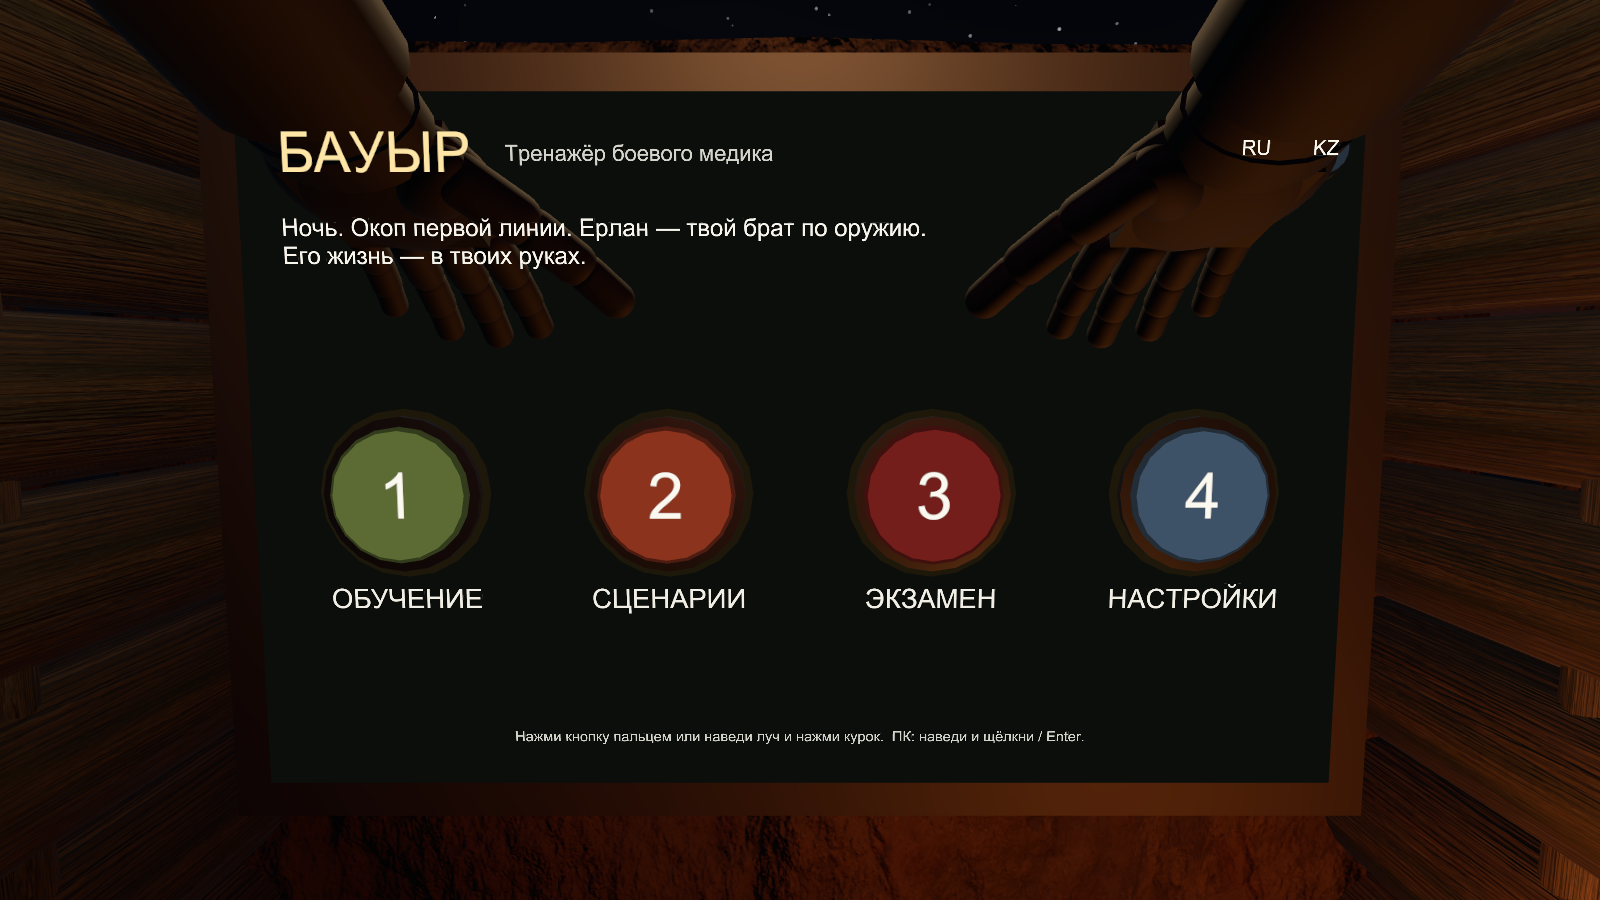 БАУЫР
Тренажёр боевого медика
RU
KZ
Ночь. Окоп первой линии. Ерлан — твой брат по оружию.
Его жизнь — в твоих руках.
1
2
3
4
ОБУЧЕНИЕ
СЦЕНАРИИ
ЭКЗАМЕН
НАСТРОЙКИ
Нажми кнопку пальцем или наведи луч и нажми курок. ПК: наведи и щёлкни / Enter.